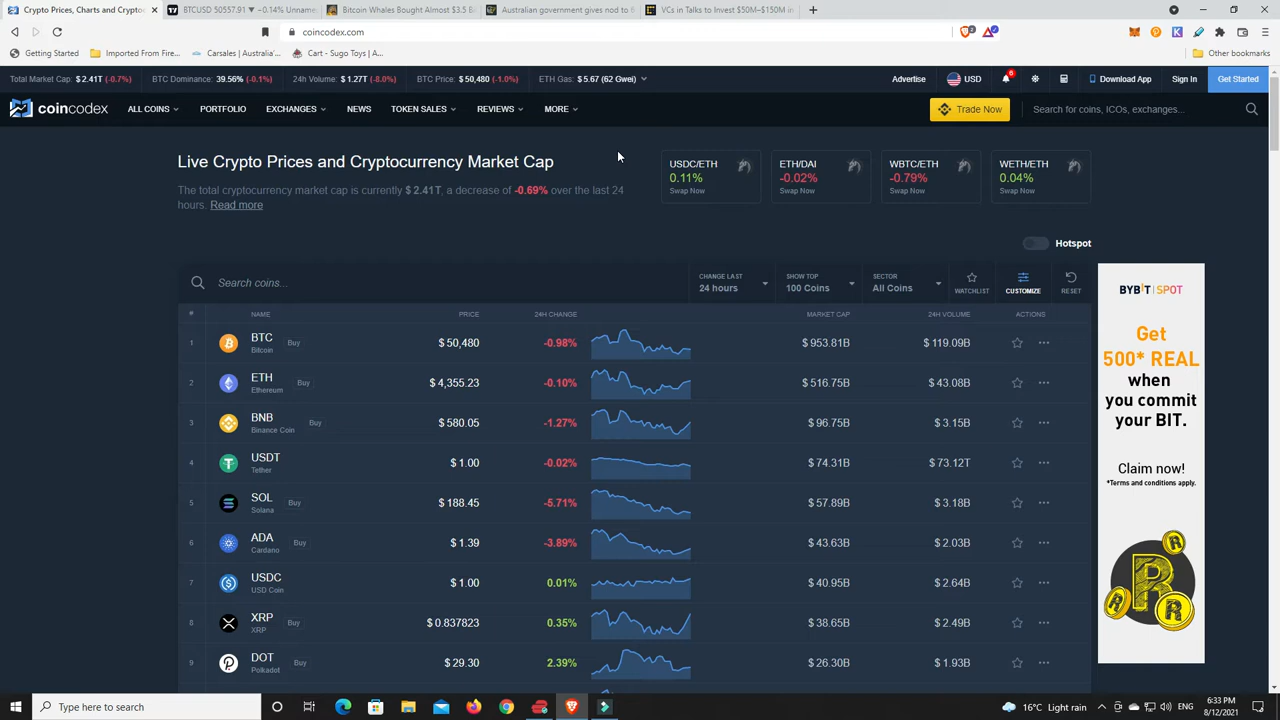 Crypto Prices, Charts and Cryptoc
BTCUSD 50557.91 ▼ −0.14% Unname
Bitcoin Whales Bought Almost $3.5 B
Australian government gives nod to B
VCs in Talks to Invest $50M–$150M in
coincodex.com
Getting Started
Imported From Fire...
Carsales | Australia'...
Cart - Sugo Toys | A...
Other bookmarks
Total Market Cap: $ 2.41T (-0.7%)
BTC Dominance: 39.56% (-0.1%)
24h Volume: $ 1.27T (-8.0%)
BTC Price: $ 50,480 (-1.0%)
ETH Gas: $ 5.67 (62 Gwei)
Advertise
USD
6
Download App
Sign In
Get Started
coincodex
ALL COINS
PORTFOLIO
EXCHANGES
NEWS
TOKEN SALES
REVIEWS
MORE
Trade Now
Search for coins, ICOs, exchanges...
Live Crypto Prices and Cryptocurrency Market Cap
The total cryptocurrency market cap is currently $ 2.41T, a decrease of -0.69% over the last 24
hours. Read more
USDC/ETH
0.11%
Swap Now
ETH/DAI
-0.02%
Swap Now
WBTC/ETH
-0.79%
Swap Now
WETH/ETH
0.04%
Swap Now
Hotspot
Search coins...
CHANGE LAST
24 hours
SHOW TOP
100 Coins
SECTOR
All Coins
WATCHLIST
CUSTOMIZE
RESET
# NAME PRICE 24H CHANGE MARKET CAP 24H VOLUME ACTIONS
1 BTC Bitcoin Buy $ 50,480 -0.98% $ 953.81B $ 119.09B
2 ETH Ethereum Buy $ 4,355.23 -0.10% $ 516.75B $ 43.08B
3 BNB Binance Coin Buy $ 580.05 -1.27% $ 96.75B $ 3.15B
4 USDT Tether $ 1.00 -0.02% $ 74.31B $ 73.12T
5 SOL Solana Buy $ 188.45 -5.71% $ 57.89B $ 3.18B
6 ADA Cardano Buy $ 1.39 -3.89% $ 43.63B $ 2.03B
7 USDC USD Coin $ 1.00 0.01% $ 40.95B $ 2.64B
8 XRP XRP Buy $ 0.837823 0.35% $ 38.65B $ 2.49B
9 DOT Polkadot Buy $ 29.30 2.39% $ 26.30B $ 1.93B
BYBIT | SPOT
Get
500* REAL
when
you commit
your BIT.
Claim now!
*Terms and conditions apply.
Type here to search
16°C Light rain
ENG
6:33 PM
8/12/2021